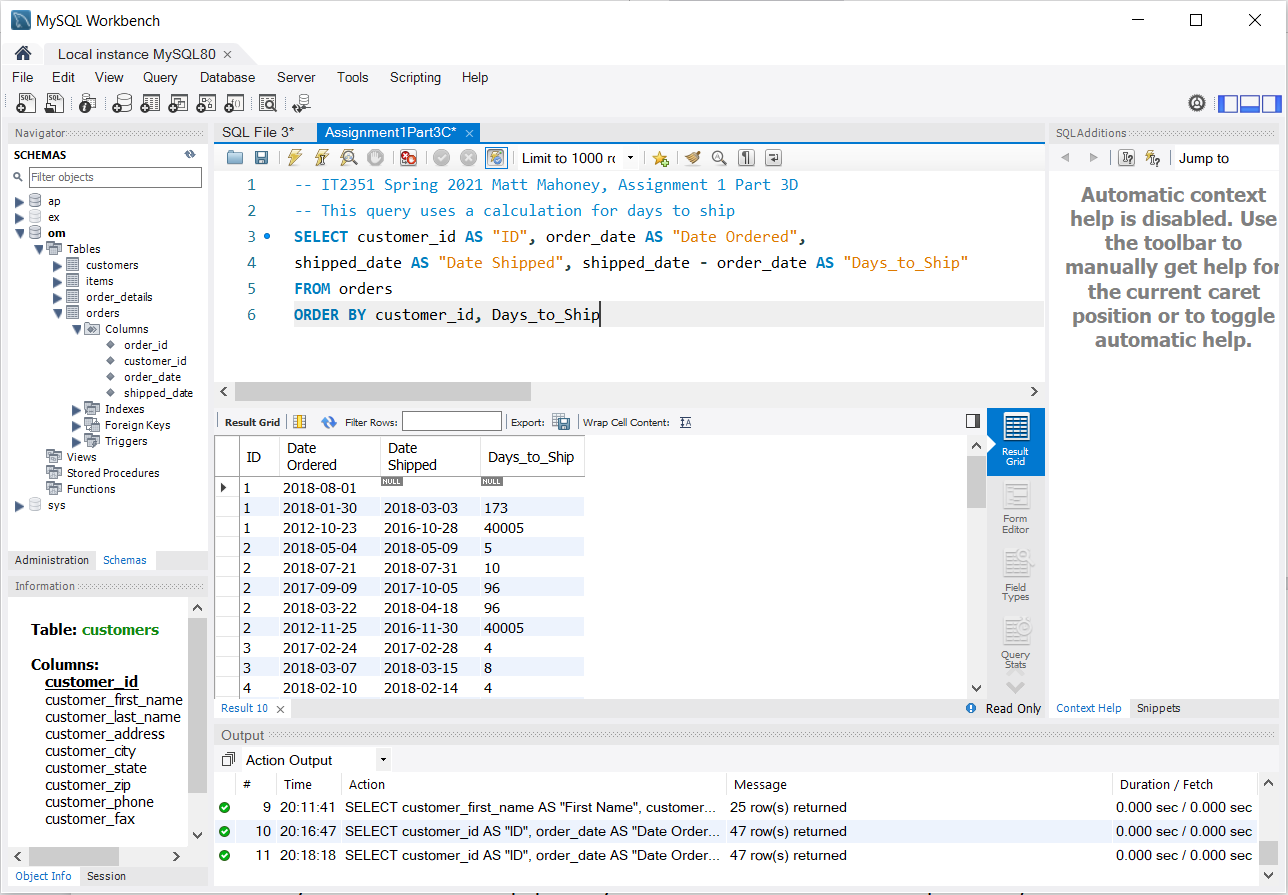 MySQL Workbench
Local instance MySQL80
File Edit View Query Database Server Tools Scripting Help
Navigator
SCHEMAS
Filter objects
ap
ex
om
Tables
customers
items
order_details
orders
Columns
order_id
customer_id
order_date
shipped_date
Indexes
Foreign Keys
Triggers
Views
Stored Procedures
Functions
sys
Administration Schemas
Information
Table: customers
Columns:
customer_id
customer_first_name
customer_last_name
customer_address
customer_city
customer_state
customer_zip
customer_phone
customer_fax
Object Info Session
SQL File 3* Assignment1Part3C*
Limit to 1000 rc
1 -- IT2351 Spring 2021 Matt Mahoney, Assignment 1 Part 3D
2 -- This query uses a calculation for days to ship
3 SELECT customer_id AS "ID", order_date AS "Date Ordered",
4 shipped_date AS "Date Shipped", shipped_date - order_date AS "Days_to_Ship"
5 FROM orders
6 ORDER BY customer_id, Days_to_Ship
Result Grid Filter Rows: Export: Wrap Cell Content:
ID Date Ordered Date Shipped Days_to_Ship
1 2018-08-01 NULL NULL
1 2018-01-30 2018-03-03 173
1 2012-10-23 2016-10-28 40005
2 2018-05-04 2018-05-09 5
2 2018-07-21 2018-07-31 10
2 2017-09-09 2017-10-05 96
2 2018-03-22 2018-04-18 96
2 2012-11-25 2016-11-30 40005
3 2017-02-24 2017-02-28 4
3 2018-03-07 2018-03-15 8
4 2018-02-10 2018-02-14 4
Result Grid
Form Editor
Field Types
Query Stats
Result 10
Read Only
SQLAdditions
Jump to
Automatic context
help is disabled. Use
the toolbar to
manually get help for
the current caret
position or to toggle
automatic help.
Context Help Snippets
Output
Action Output
# Time Action Message Duration / Fetch
9 20:11:41 SELECT customer_first_name AS "First Name", customer... 25 row(s) returned 0.000 sec / 0.000 sec
10 20:16:47 SELECT customer_id AS "ID", order_date AS "Date Order... 47 row(s) returned 0.000 sec / 0.000 sec
11 20:18:18 SELECT customer_id AS "ID", order_date AS "Date Order... 47 row(s) returned 0.000 sec / 0.000 sec